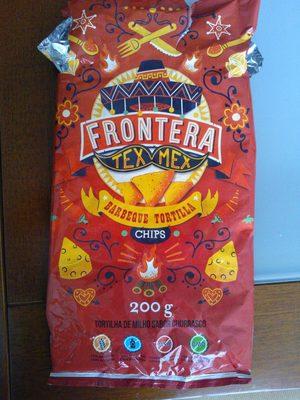 FRONTERA
TEX MEX
BARBEQUE TORTILLA
CHIPS
200 g
TORTILHA DE MILHO SABOR CHURRASCO